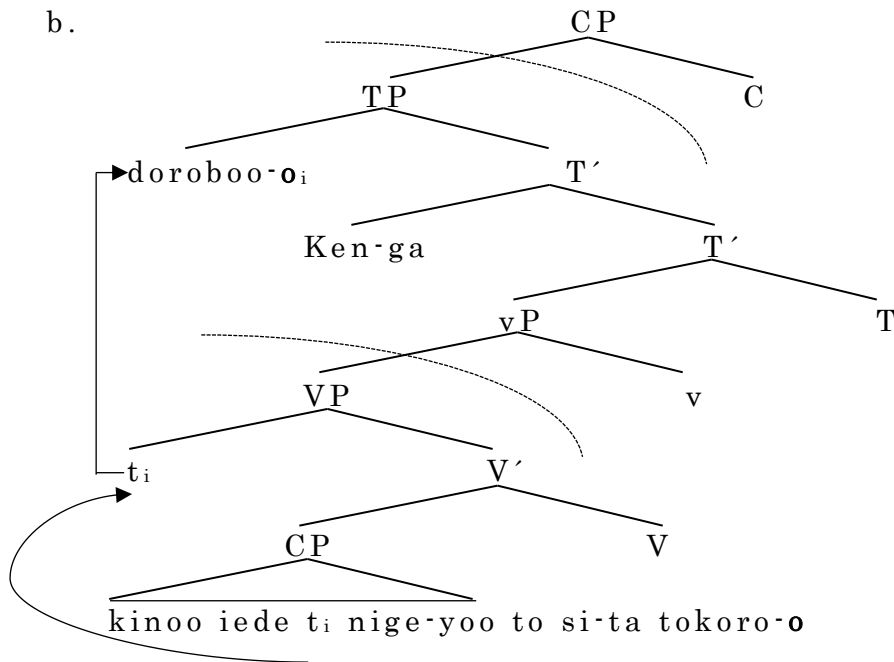 b.
CP
TP C
doroboo-oᵢ T´
Ken-ga T´
vP T
VP v
tᵢ V´
CP V
kinoo iede tᵢ nige-yoo to si-ta tokoro-o